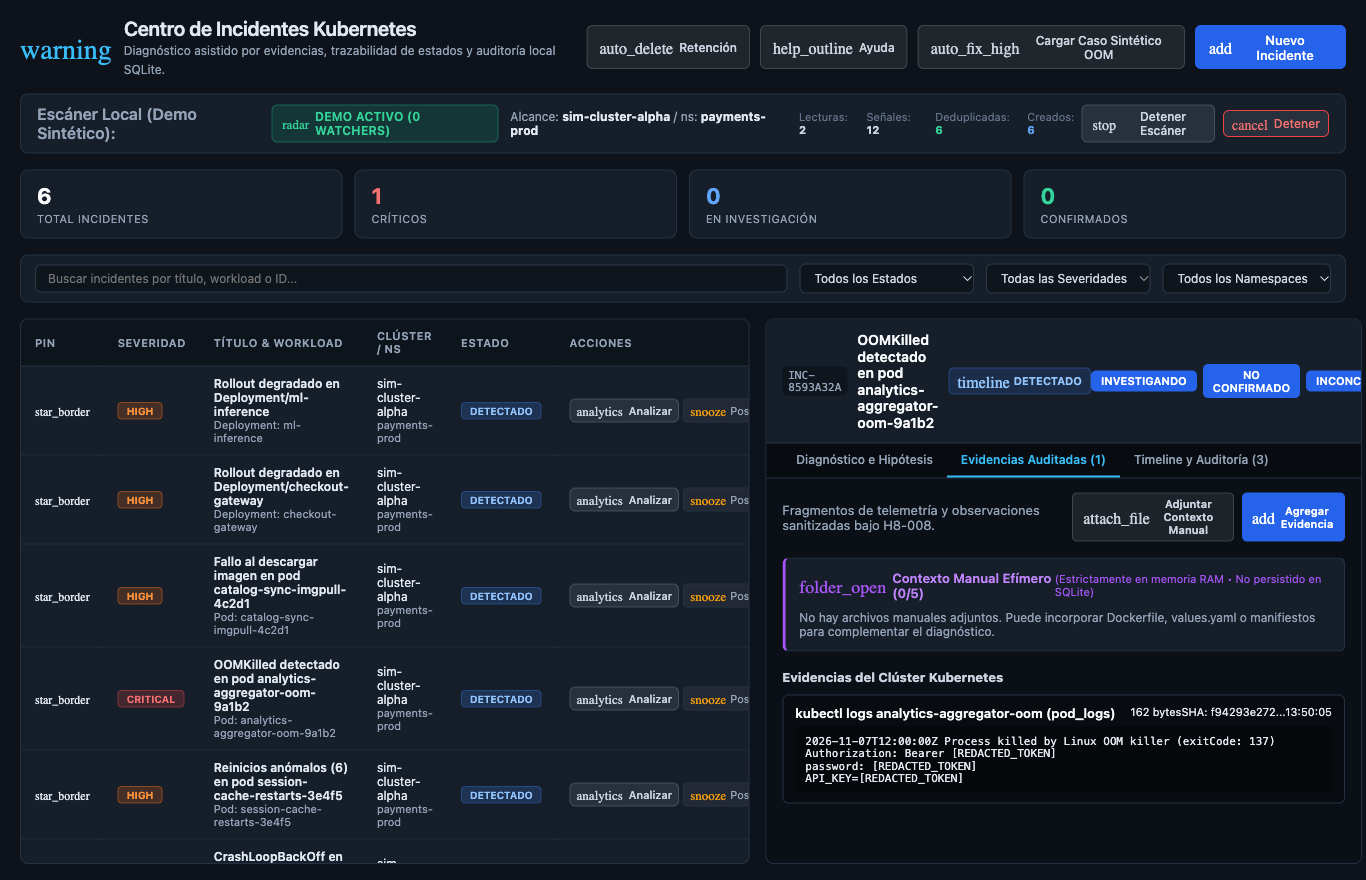 warning
Centro de Incidentes Kubernetes
Diagnóstico asistido por evidencias, trazabilidad de estados y auditoría local
SQLite.
auto_delete Retención
help_outline Ayuda
auto_fix_high Cargar Caso Sintético
OOM
add Nuevo
Incidente
Escáner Local (Demo
Sintético):
radar DEMO ACTIVO (0
WATCHERS)
Alcance: sim-cluster-alpha / ns: payments-
prod
Lecturas:
2
Señales:
12
Deduplicadas:
6
Creados:
6
stop Detener
Escáner
cancel Detener
6
TOTAL INCIDENTES
1
CRÍTICOS
0
EN INVESTIGACIÓN
0
CONFIRMADOS
Buscar incidentes por título, workload o ID...
Todos los Estados
Todas las Severidades
Todos los Namespaces
PIN
SEVERIDAD
TÍTULO & WORKLOAD
CLÚSTER
/ NS
ESTADO
ACCIONES
star_border
HIGH
Rollout degradado en
Deployment/ml-
inference
Deployment: ml-
inference
sim-
cluster-
alpha
payments-
prod
DETECTADO
analytics Analizar
snooze Pos
star_border
HIGH
Rollout degradado en
Deployment/checkout-
gateway
Deployment: checkout-
gateway
sim-
cluster-
alpha
payments-
prod
DETECTADO
analytics Analizar
snooze Pos
star_border
HIGH
Fallo al descargar
imagen en pod
catalog-sync-
imgpull-
4c2d1
Pod: catalog-sync-
imgpull-4c2d1
sim-
cluster-
alpha
payments-
prod
DETECTADO
analytics Analizar
snooze Pos
star_border
CRITICAL
OOMKilled detectado
en pod analytics-
aggregator-oom-
9a1b2
Pod: analytics-
aggregator-oom-9a1b2
sim-
cluster-
alpha
payments-
prod
DETECTADO
analytics Analizar
snooze Pos
star_border
HIGH
Reinicios anómalos (6)
en pod session-
cache-restarts-3e4f5
Pod: session-cache-
restarts-3e4f5
sim-
cluster-
alpha
payments-
prod
DETECTADO
analytics Analizar
snooze Pos
CrashLoopBackOff en
sim-
INC-
8593A32A
OOMKilled
detectado
en pod
analytics-
aggregator-
oom-9a1b2
timeline DETECTADO
INVESTIGANDO
NO
CONFIRMADO
INCONC
Diagnóstico e Hipótesis
Evidencias Auditadas (1)
Timeline y Auditoría (3)
Fragmentos de telemetría y observaciones
sanitizadas bajo H8-008.
attach_file Adjuntar
Contexto
Manual
add Agregar
Evidencia
folder_open Contexto Manual Efímero
(0/5)
(Estrictamente en memoria RAM • No persistido en
SQLite)
No hay archivos manuales adjuntos. Puede incorporar Dockerfile, values.yaml o manifiestos
para complementar el diagnóstico.
Evidencias del Clúster Kubernetes
kubectl logs analytics-aggregator-oom (pod_logs) 162 bytesSHA: f94293e272...13:50:05
2026-11-07T12:00:00Z Process killed by Linux OOM killer (exitCode: 137)
Authorization: Bearer [REDACTED_TOKEN]
password: [REDACTED_TOKEN]
API_KEY=[REDACTED_TOKEN]